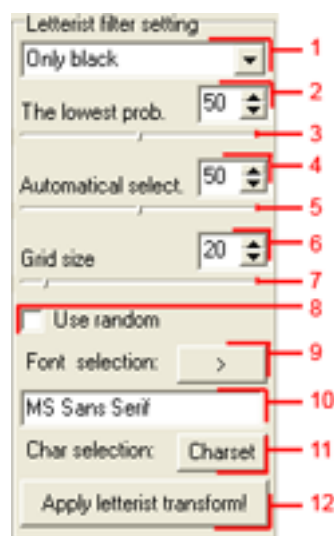 Letterist filter setting
Only black 1
The lowest prob. 50 2
3
Automatical select. 50 4
5
Grid size 20 6
7
Use random 8
Font selection: > 9
MS Sans Serif 10
Char selection: Charset 11
Apply letterist transform! 12